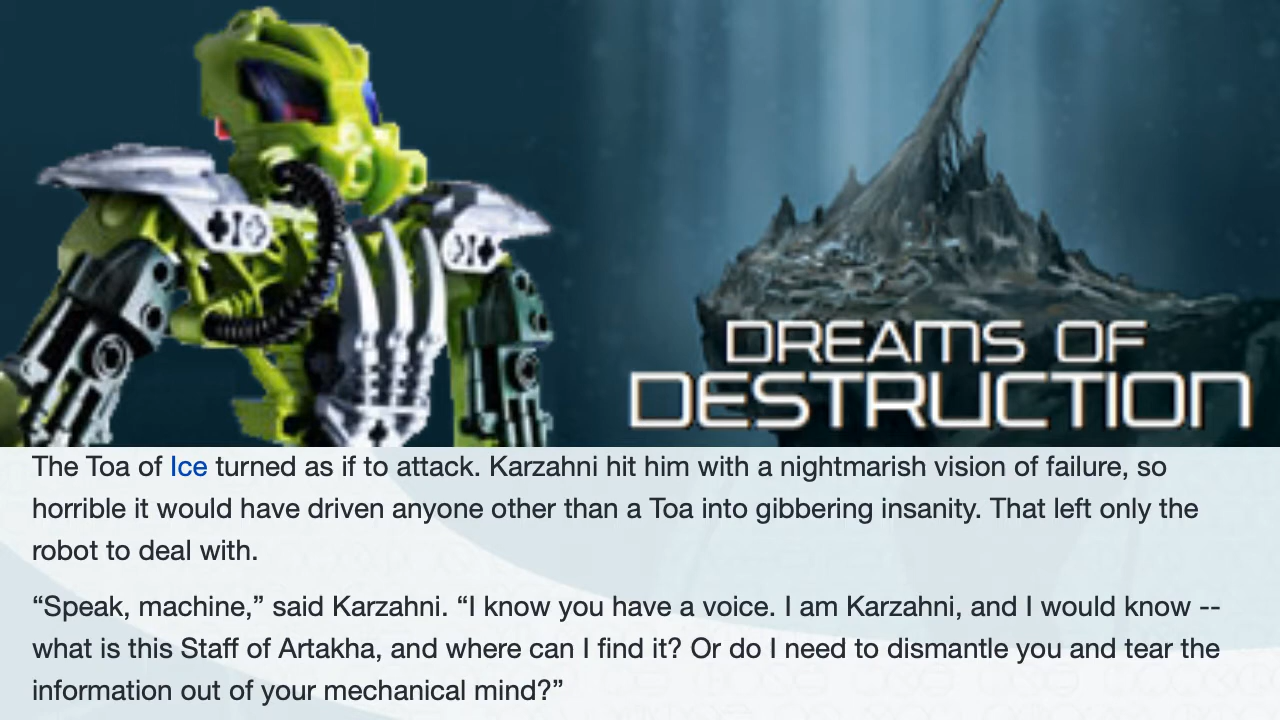 DREAMS OF
DESTRUCTION
The Toa of Ice turned as if to attack. Karzahni hit him with a nightmarish vision of failure, so
horrible it would have driven anyone other than a Toa into gibbering insanity. That left only the
robot to deal with.
“Speak, machine,” said Karzahni. “I know you have a voice. I am Karzahni, and I would know --
what is this Staff of Artakha, and where can I find it? Or do I need to dismantle you and tear the
information out of your mechanical mind?”